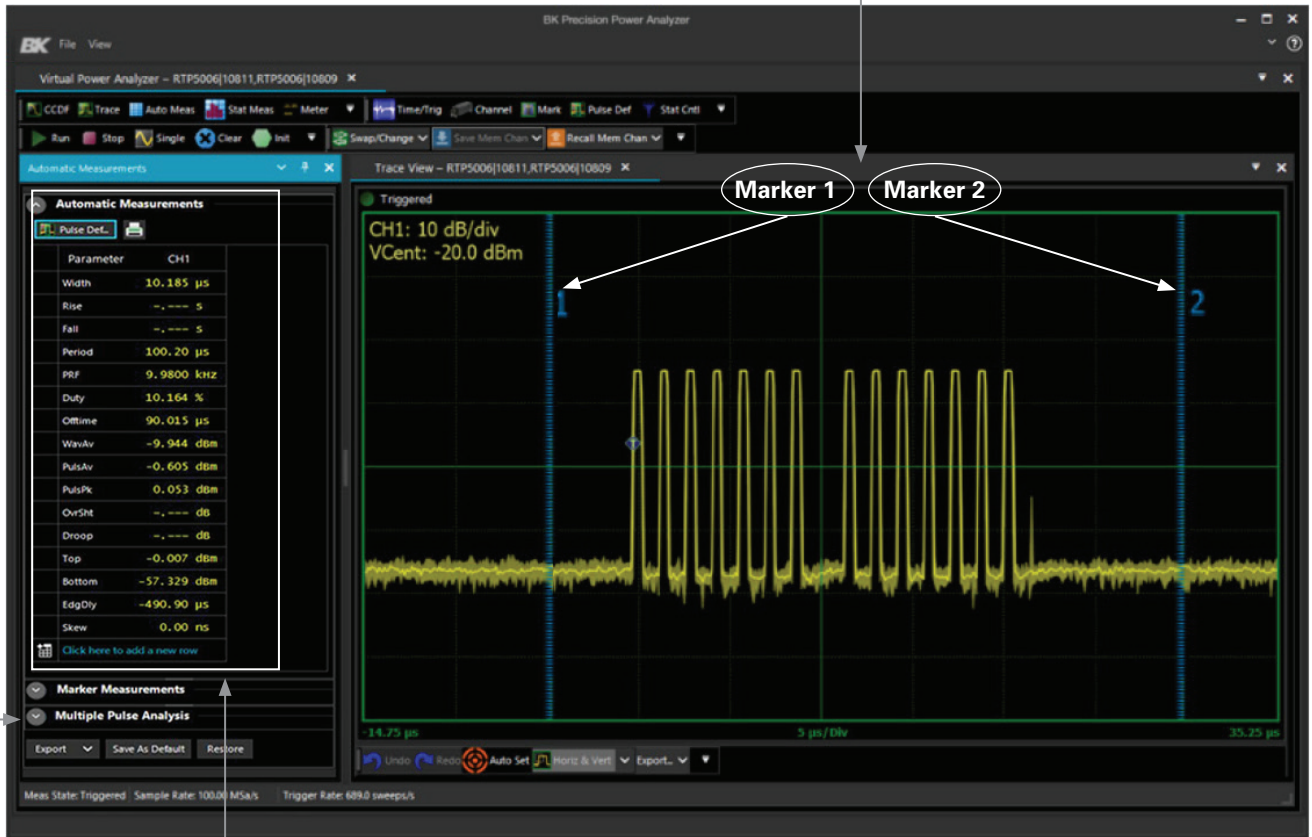 BK Precision Power Analyzer
BK File View
Virtual Power Analyzer – RTP5006|10811,RTP5006|10809
CCDF Trace Auto Meas Stat Meas Meter Time/Trig Channel Mark Pulse Def Stat Cntl
Run Stop Single Clear Init Swap/Change Save Mem Chan Recall Mem Chan
Automatic Measurements
Trace View – RTP5006|10811,RTP5006|10809
Automatic Measurements
Pulse Def..
Parameter CH1
Width 10.185 µs
Rise -.--- s
Fall -.--- s
Period 100.20 µs
PRF 9.9800 kHz
Duty 10.164 %
Offtime 90.015 µs
WavAv -9.944 dBm
PulsAv -0.605 dBm
PulsPk 0.053 dBm
OvrSht -.--- dB
Droop -.--- dB
Top -0.007 dBm
Bottom -57.329 dBm
EdgDly -490.90 µs
Skew 0.00 ns
Click here to add a new row
Marker Measurements
Multiple Pulse Analysis
Export Save As Default Restore
Triggered
CH1: 10 dB/div
VCent: -20.0 dBm
Marker 1 Marker 2
1 2
-14.75 µs 5 µs/Div 35.25 µs
Undo Redo Auto Set Horiz & Vert Export..
Meas State: Triggered Sample Rate: 100.00 MSa/s Trigger Rate: 689.0 sweeps/s